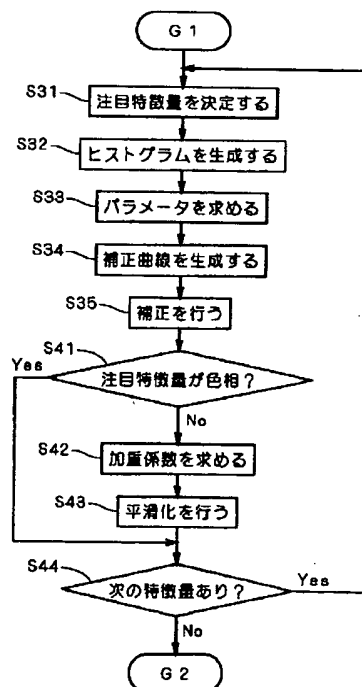 G1
S31
注目特徴量を決定する
S32
ヒストグラムを生成する
S33
パラメータを求める
S34
補正曲線を生成する
S35
補正を行う
S41
Yes
注目特徴量が色相?
No
S42
加重係数を求める
S43
平滑化を行う
S44
次の特徴量あり?
Yes
No
G2